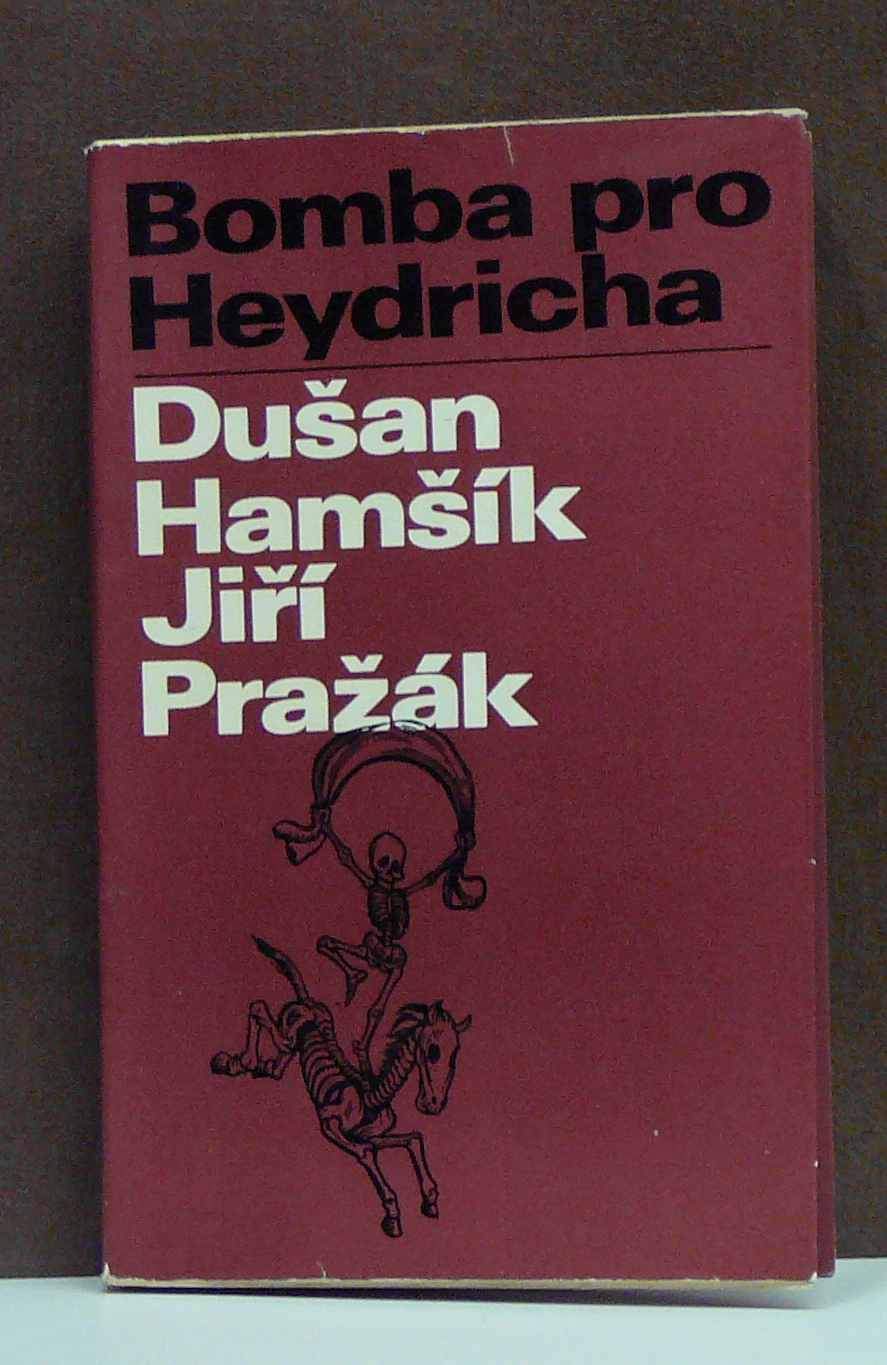 Bomba pro
Heydricha
Dušan
Hamšík
Jiří
Pražák